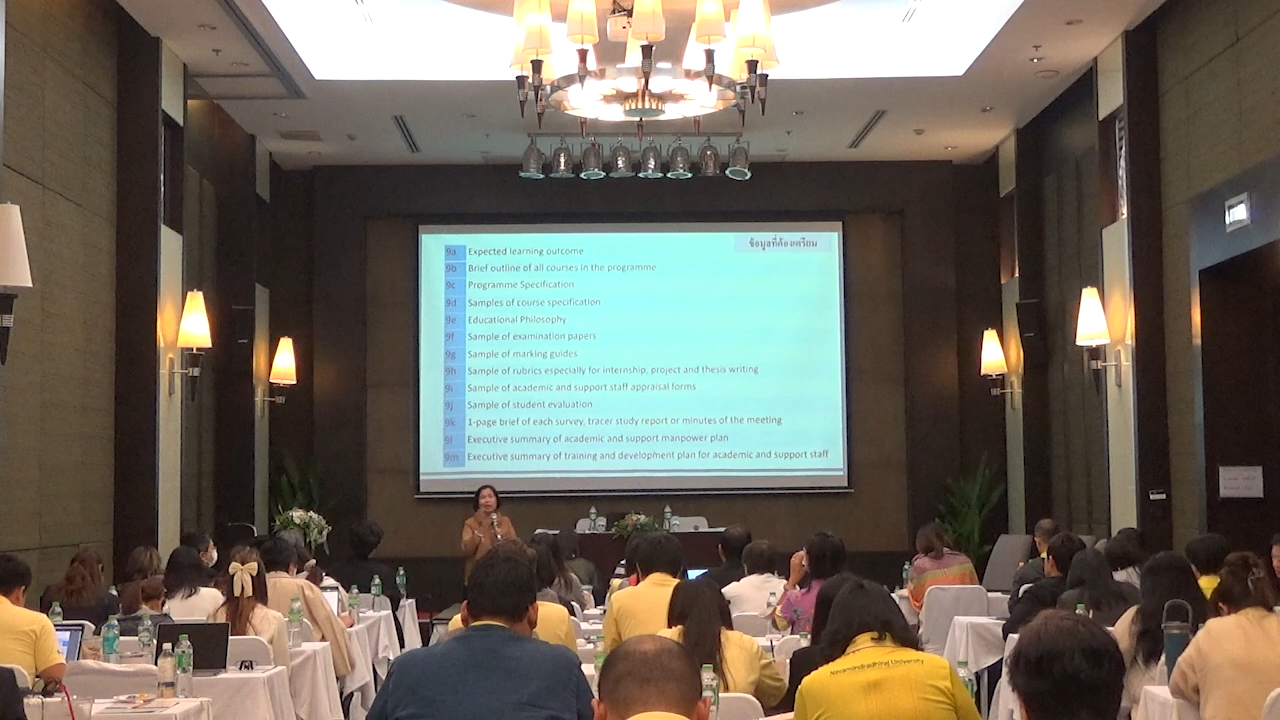 ข้อมูลที่ต้องเตรียม
9a Expected learning outcome
9b Brief outline of all courses in the programme
9c Programme Specification
9d Samples of course specification
9e Educational Philosophy
9f Sample of examination papers
9g Sample of marking guides
9h Sample of rubrics especially for internship, project and thesis writing
9i Sample of academic and support staff appraisal forms
9j Sample of student evaluation
9k 1-page brief of each survey, tracer study report or minutes of the meeting
9l Executive summary of academic and support manpower plan
9m Executive summary of training and development plan for academic and support staff
Navamindradhiraj University